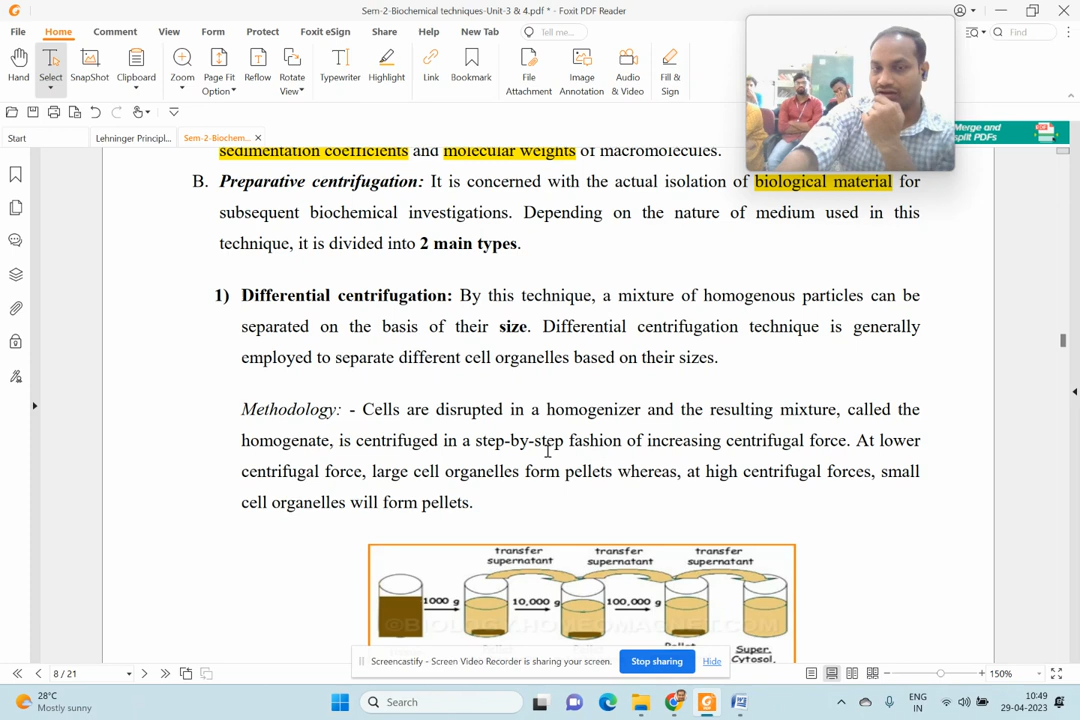 Sem-2-Biochemical techniques-Unit-3 & 4.pdf * - Foxit PDF Reader
File Home Comment View Form Protect Foxit eSign Share Help New Tab Tell me... Find
Hand Select SnapShot Clipboard Zoom Page Fit Option Reflow Rotate View Typewriter Highlight Link Bookmark File Attachment Image Annotation Audio & Video Fill & Sign
Start Lehninger Principl... Sem-2-Biochem... Merge and
split PDFs
sedimentation coefficients and molecular weights of macromolecules.
B. Preparative centrifugation: It is concerned with the actual isolation of biological material for
subsequent biochemical investigations. Depending on the nature of medium used in this
technique, it is divided into 2 main types.
1) Differential centrifugation: By this technique, a mixture of homogenous particles can be
separated on the basis of their size. Differential centrifugation technique is generally
employed to separate different cell organelles based on their sizes.
Methodology: - Cells are disrupted in a homogenizer and the resulting mixture, called the
homogenate, is centrifuged in a step-by-step fashion of increasing centrifugal force. At lower
centrifugal force, large cell organelles form pellets whereas, at high centrifugal forces, small
cell organelles will form pellets.
transfer transfer transfer
supernatant supernatant supernatant
1000 g 10,000 g 100,000 g
©BIOLOGY.HOMEOMAGNET.COM
Super.
Cytosol,
Screencastify - Screen Video Recorder is sharing your screen. Stop sharing Hide
8 / 21 150%
28°C
Mostly sunny
Search
ENG
IN
10:49
29-04-2023